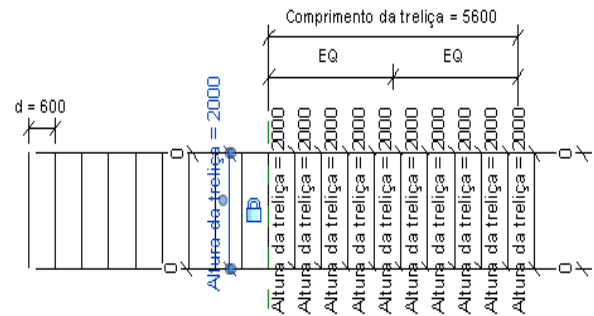 Comprimento da treliça = 5600
EQ
EQ
d = 600
Altura da treliça = 2000
Altura da treliça = 2000
Altura da treliça = 2000
Altura da treliça = 2000
Altura da treliça = 2000
Altura da treliça = 2000
Altura da treliça = 2000
Altura da treliça = 2000
Altura da treliça = 2000
Altura da treliça = 2000
Altura da treliça = 2000
0
0
0
0